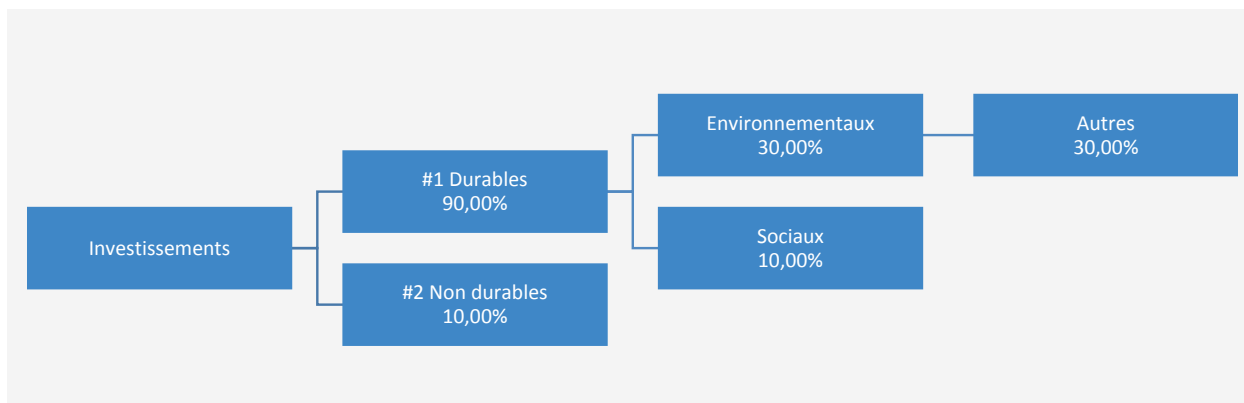 Investissements
#1 Durables
90,00%
#2 Non durables
10,00%
Environnementaux
30,00%
Sociaux
10,00%
Autres
30,00%